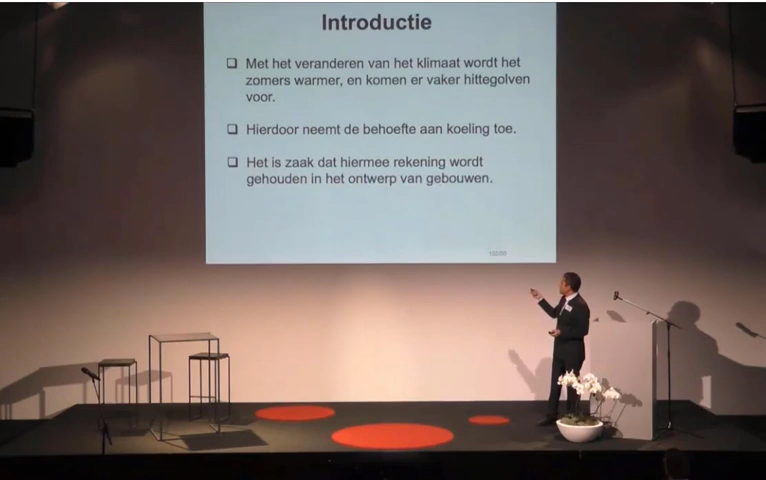 Introductie
❑ Met het veranderen van het klimaat wordt het
zomers warmer, en komen er vaker hittegolven
voor.
❑ Hierdoor neemt de behoefte aan koeling toe.
❑ Het is zaak dat hiermee rekening wordt
gehouden in het ontwerp van gebouwen.